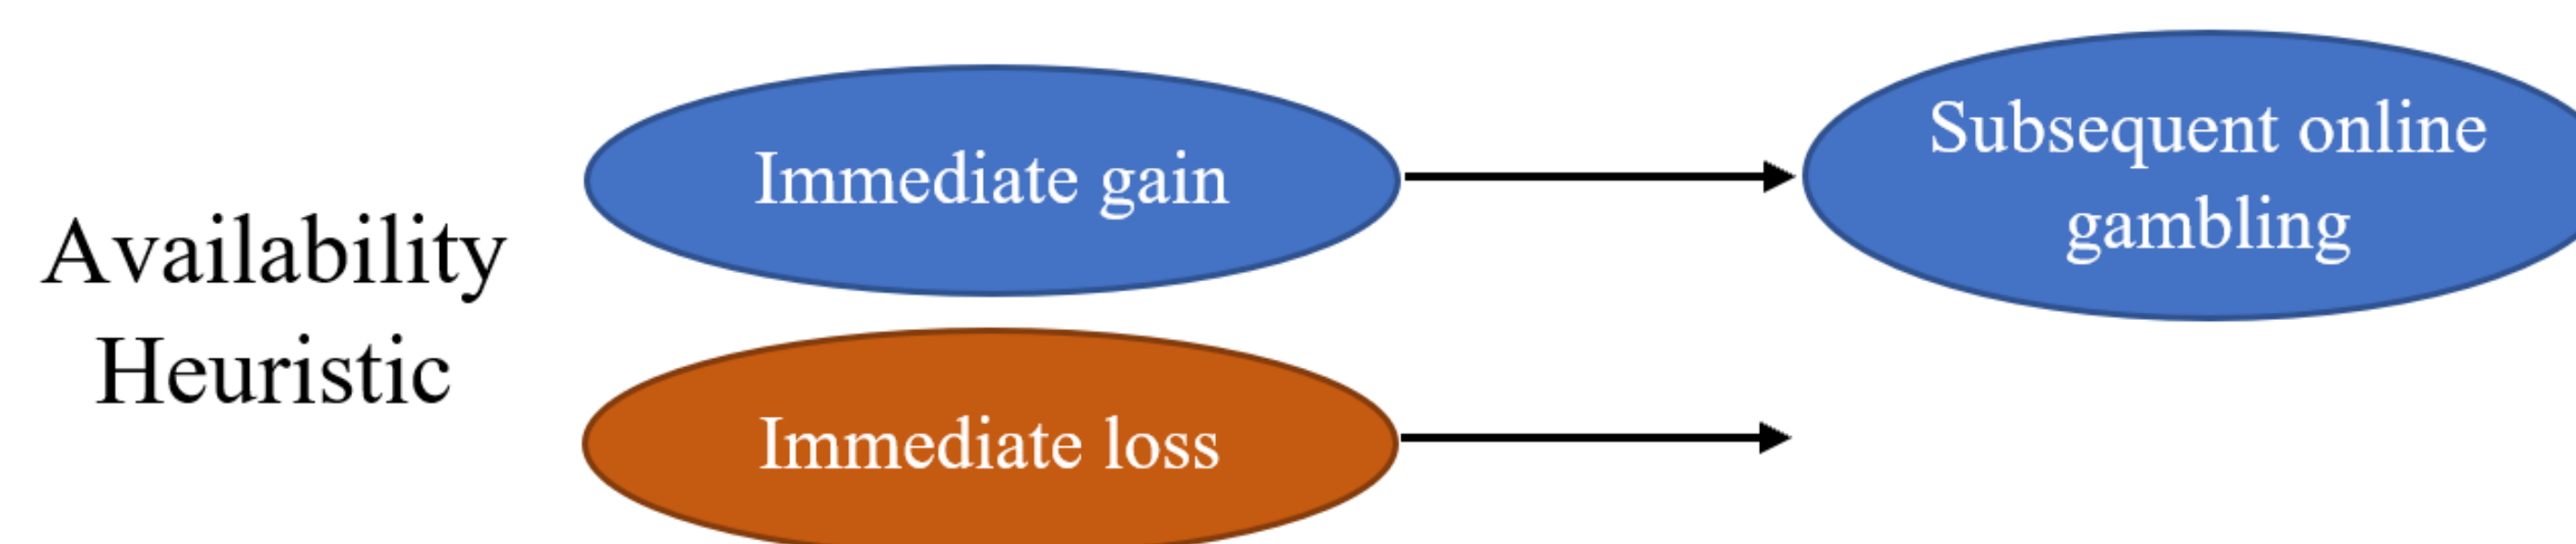 Availability
Heuristic
Immediate gain
Subsequent online
gambling
Immediate loss